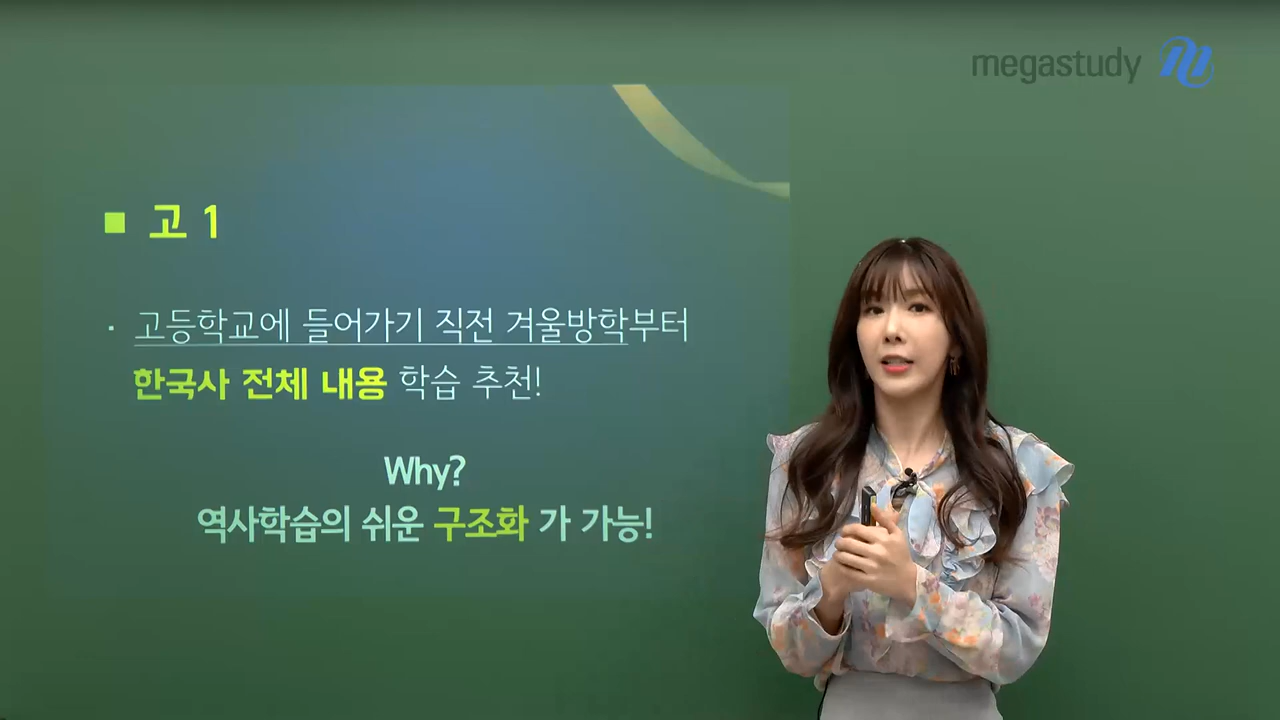 megastudy
■ 고 1
· 고등학교에 들어가기 직전 겨울방학부터
한국사 전체 내용 학습 추천!
Why?
역사학습의 쉬운 구조화 가 가능!